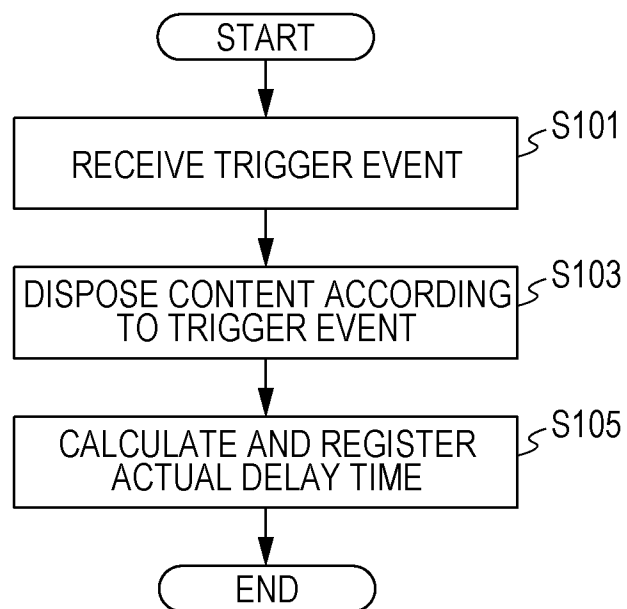 START
RECEIVE TRIGGER EVENT
S101
DISPOSE CONTENT ACCORDING
TO TRIGGER EVENT
S103
CALCULATE AND REGISTER
ACTUAL DELAY TIME
S105
END